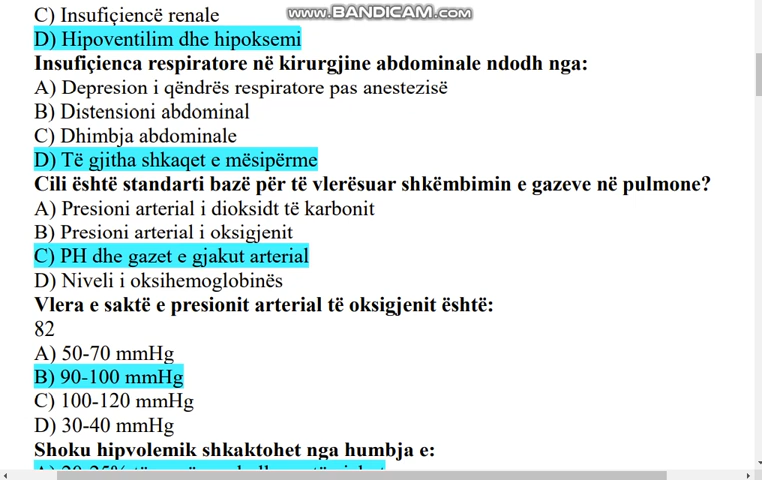 www.BANDICAM.com
C) Insufiçiencë renale
D) Hipoventilim dhe hipoksemi
Insufiçienca respiratore në kirurgjine abdominale ndodh nga:
A) Depresion i qëndrës respiratore pas anestezisë
B) Distensioni abdominal
C) Dhimbja abdominale
D) Të gjitha shkaqet e mësipërme
Cili është standarti bazë për të vlerësuar shkëmbimin e gazeve në pulmone?
A) Presioni arterial i dioksidt të karbonit
B) Presioni arterial i oksigjenit
C) PH dhe gazet e gjakut arterial
D) Niveli i oksihemoglobinës
Vlera e saktë e presionit arterial të oksigjenit është:
82
A) 50-70 mmHg
B) 90-100 mmHg
C) 100-120 mmHg
D) 30-40 mmHg
Shoku hipvolemik shkaktohet nga humbja e:
A) 20-25%